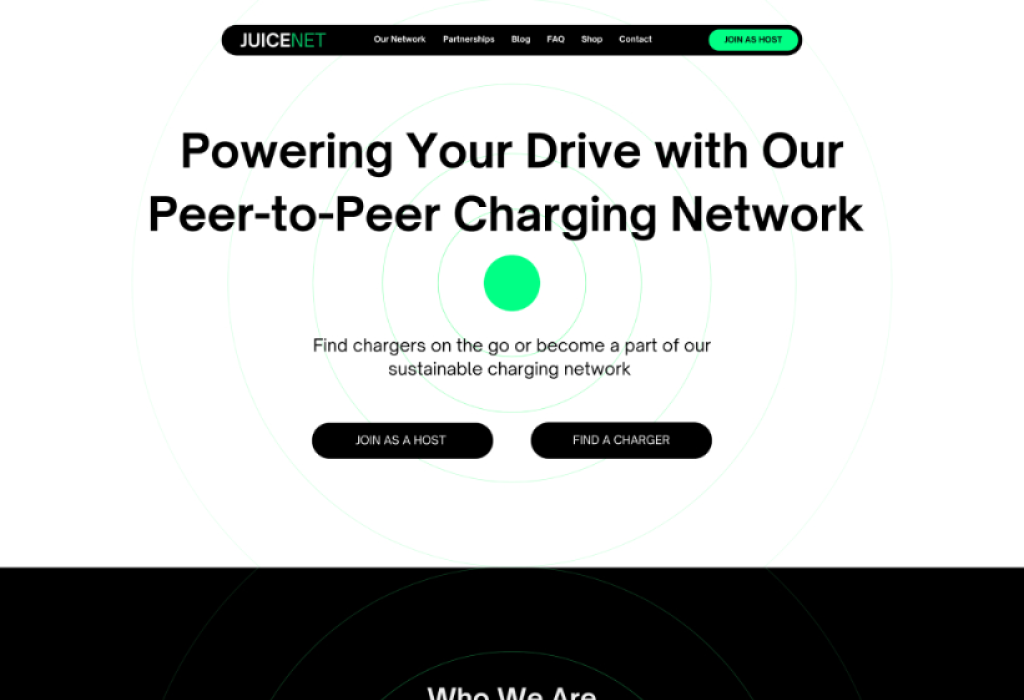 JUICENET
Our Network
Partnerships
Blog
FAQ
Shop
Contact
JOIN AS HOST
Powering Your Drive with Our
Peer-to-Peer Charging Network
Find chargers on the go or become a part of our
sustainable charging network
JOIN AS A HOST
FIND A CHARGER
Who We Are